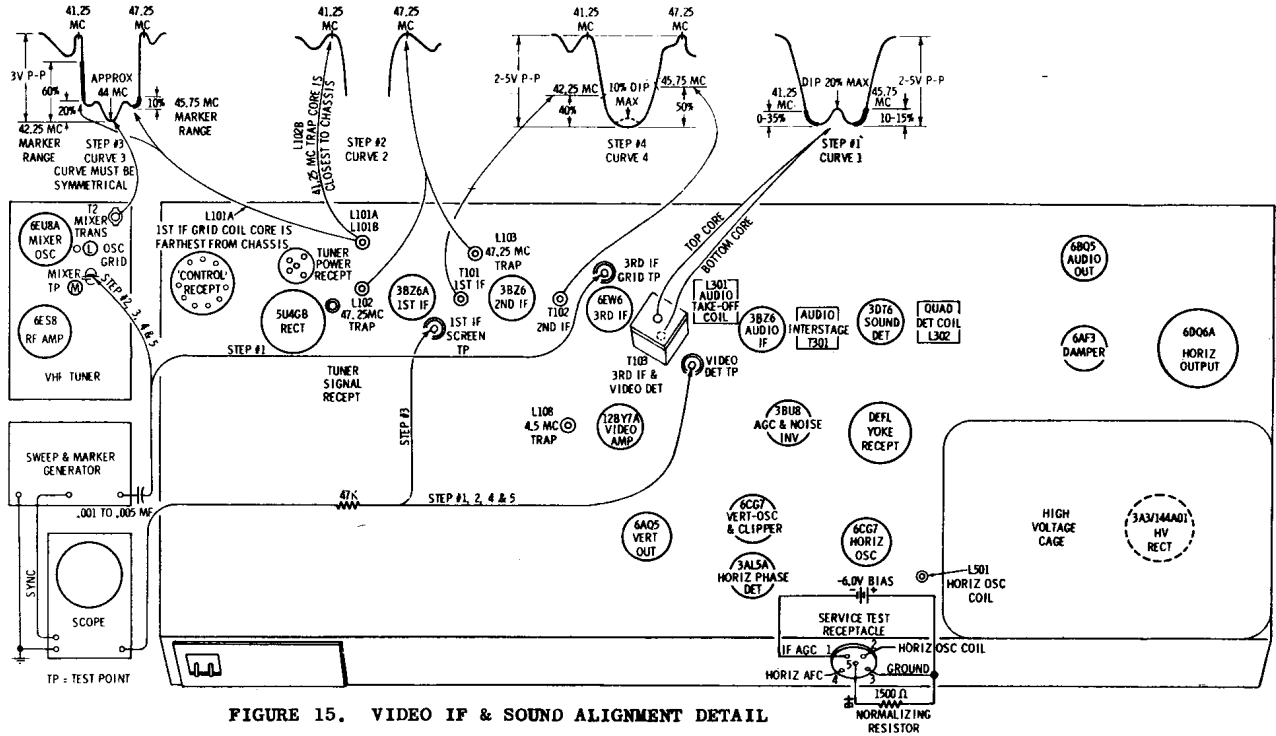 41.25 MC
47.25 MC
3V P-P
60%
20%
APPROX
44 MC
10%
45.75 MC
MARKER
RANGE
42.25 MC
MARKER
RANGE
STEP #3
CURVE 3
CURVE MUST BE
SYMMETRICAL
41.25 MC
47.25 MC
L102B
41.25 MC TRAP CORE IS
CLOSEST TO CHASSIS
STEP #2
CURVE 2
41.25 MC
47.25 MC
2-5V P-P
42.25 MC
40%
10% DIP
MAX
45.75 MC
50%
STEP #4
CURVE 4
DIP 20% MAX
41.25 MC
0-35%
45.75 MC
10-15%
2-5V P-P
STEP #1
CURVE 1
T2
MIXER
TRANS
6EU8A
MIXER
OSC
L OSC
GRID
MIXER
TP M
6ES8
RF AMP
VHF TUNER
STEP #2, 3, 4 & 5
L101A
1ST IF GRID COIL CORE IS
FARTHEST FROM CHASSIS
'CONTROL'
RECEPT
TUNER
POWER
RECEPT
5U4GB
RECT
L101A
L101B
L102
47.25MC
TRAP
3BZ6A
1ST IF
1ST IF
SCREEN
TP
T101
1ST IF
L103
47.25 MC
TRAP
3BZ6
2ND IF
T102
2ND IF
3RD IF
GRID TP
6EW6
3RD IF
TOP CORE
BOTTOM CORE
T103
3RD IF &
VIDEO DET
L301
AUDIO
TAKE-OFF
COIL
VIDEO
DET TP
3BZ6
AUDIO
IF
AUDIO
INTERSTAGE
T301
3DT6
SOUND
DET
QUAD
DET COIL
L302
6BQ5
AUDIO
OUT
6AF3
DAMPER
6DQ6A
HORIZ
OUTPUT
STEP #1
TUNER
SIGNAL
RECEPT
STEP #3
L108
4.5 MC
TRAP
12BY7A
VIDEO
AMP
3BU8
AGC & NOISE
INV
DEFL
YOKE
RECEPT
SWEEP & MARKER
GENERATOR
.001 TO .005 MF
47K
STEP #1, 2, 4 & 5
SYNC
SCOPE
TP = TEST POINT
6AQ5
VERT
OUT
6CG7
VERT-OSC
& CLIPPER
3AL5A
HORIZ PHASE
DET
6CG7
HORIZ
OSC
HIGH
VOLTAGE
CAGE
3A3/144A01
HV
RECT
L501
HORIZ OSC
COIL
-6.0V BIAS
- +
SERVICE TEST
RECEPTACLE
IF AGC 1
2
HORIZ OSC COIL
5
HORIZ AFC
4
3
GROUND
1500 Ω
NORMALIZING
RESISTOR
FIGURE 15. VIDEO IF & SOUND ALIGNMENT DETAIL